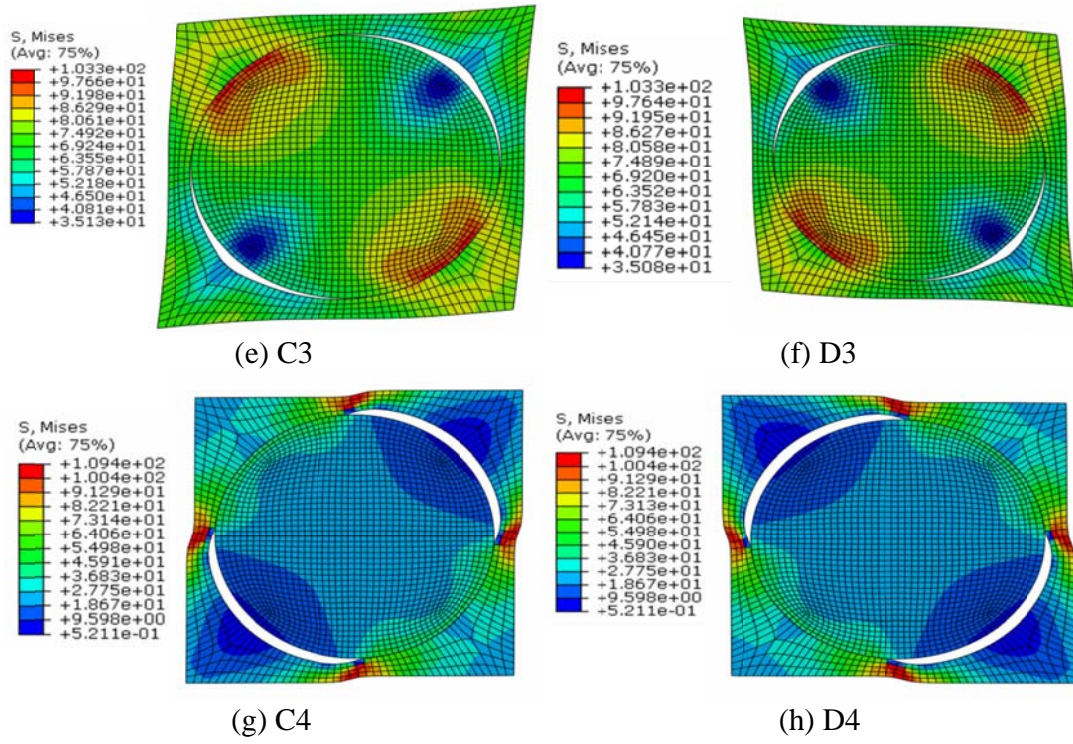 S, Mises
(Avg: 75%)
+1.033e+02
+9.766e+01
+9.198e+01
+8.629e+01
+8.061e+01
+7.492e+01
+6.924e+01
+6.355e+01
+5.787e+01
+5.218e+01
+4.650e+01
+4.081e+01
+3.513e+01
S, Mises
(Avg: 75%)
+1.033e+02
+9.764e+01
+9.195e+01
+8.627e+01
+8.058e+01
+7.489e+01
+6.920e+01
+6.352e+01
+5.783e+01
+5.214e+01
+4.645e+01
+4.077e+01
+3.508e+01
(e) C3
(f) D3
S, Mises
(Avg: 75%)
+1.094e+02
+1.004e+02
+9.129e+01
+8.221e+01
+7.314e+01
+6.406e+01
+5.498e+01
+4.591e+01
+3.683e+01
+2.775e+01
+1.867e+01
+9.598e+00
+5.211e-01
S, Mises
(Avg: 75%)
+1.094e+02
+1.004e+02
+9.129e+01
+8.221e+01
+7.313e+01
+6.406e+01
+5.498e+01
+4.590e+01
+3.683e+01
+2.775e+01
+1.867e+01
+9.598e+00
+5.211e-01
(g) C4
(h) D4